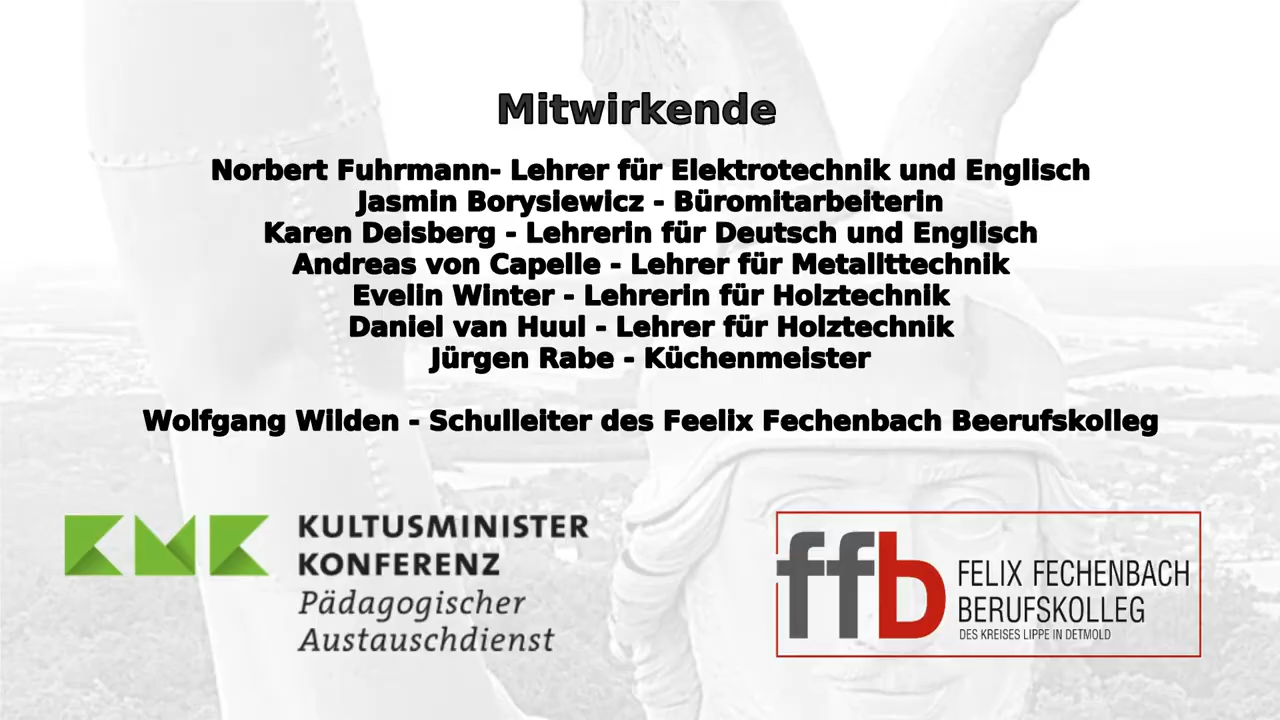 Mitwirkende
Norbert Fuhrmann- Lehrer für Elektrotechnik und Englisch
Jasmin Borysiewicz - Büromitarbeiterin
Karen Deisberg - Lehrerin für Deutsch und Englisch
Andreas von Capelle - Lehrer für Metallttechnik
Evelin Winter - Lehrerin für Holztechnik
Daniel van Huul - Lehrer für Holztechnik
Jürgen Rabe - Küchenmeister
Wolfgang Wilden - Schulleiter des Feelix Fechenbach Beerufskolleg
KMK
KULTUSMINISTER
KONFERENZ
Pädagogischer
Austauschdienst
ffb
FELIX FECHENBACH
BERUFSKOLLEG
DES KREISES LIPPE IN DETMOLD